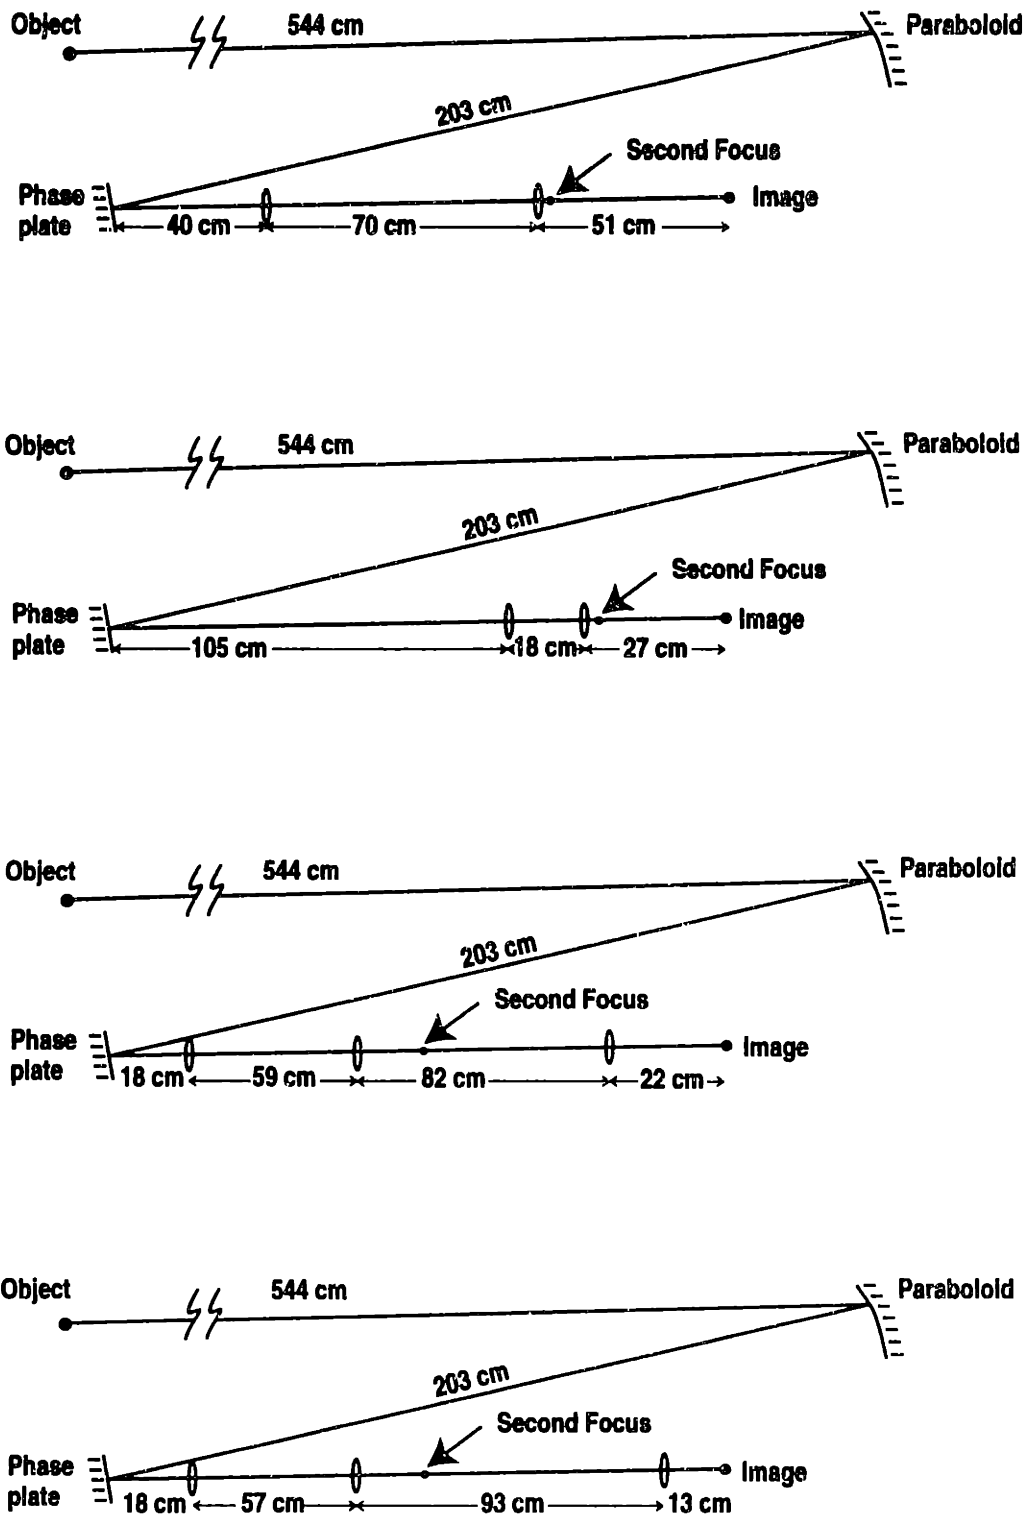 Object 544 cm Paraboloid
203 cm
Second Focus
Phase plate Image
40 cm 70 cm 51 cm
Object 544 cm Paraboloid
203 cm
Second Focus
Phase plate Image
105 cm 18 cm 27 cm
Object 544 cm Paraboloid
203 cm
Second Focus
Phase plate Image
18 cm 59 cm 82 cm 22 cm
Object 544 cm Paraboloid
203 cm
Second Focus
Phase plate Image
18 cm 57 cm 93 cm 13 cm